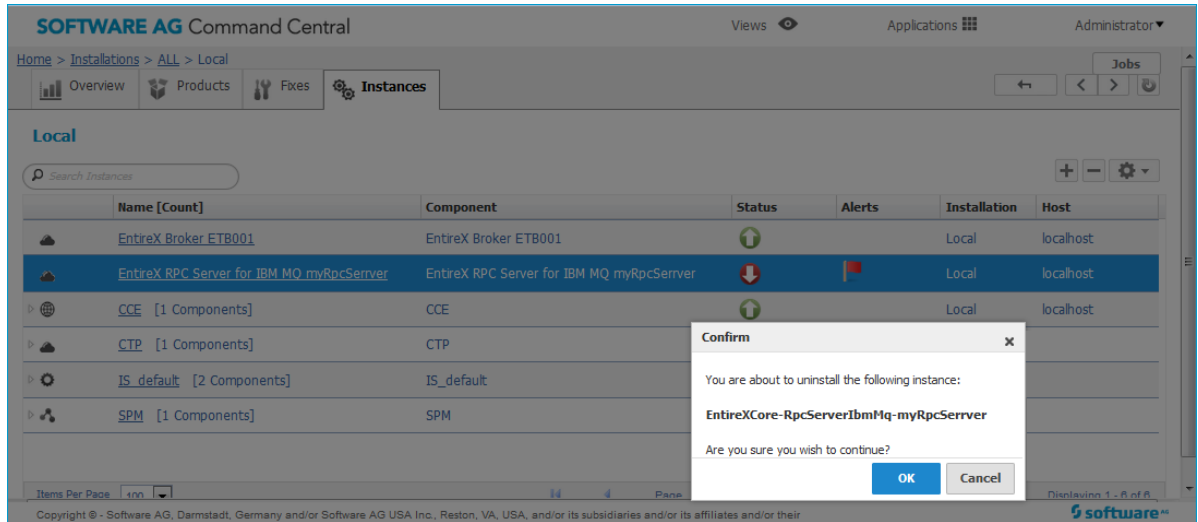 SOFTWARE AG Command Central Views Applications Administrator
Home > Installations > ALL > Local Jobs
Overview Products Fixes Instances
Local
Search Instances
Name [Count] Component Status Alerts Installation Host
EntireX Broker ETB001 EntireX Broker ETB001 Local localhost
EntireX RPC Server for IBM MQ myRpcSerrver EntireX RPC Server for IBM MQ myRpcSerrver Local localhost
CCE [1 Components] CCE Local localhost
CTP [1 Components] CTP
IS_default [2 Components] IS_default
SPM [1 Components] SPM
Confirm
You are about to uninstall the following instance:
EntireXCore-RpcServerIbmMq-myRpcSerrver
Are you sure you wish to continue?
OK Cancel
Items Per Page 100 Page Displaying 1 - 6 of 6
Copyright © - Software AG, Darmstadt, Germany and/or Software AG USA Inc., Reston, VA, USA, and/or its subsidiaries and/or its affiliates and/or their
software AG